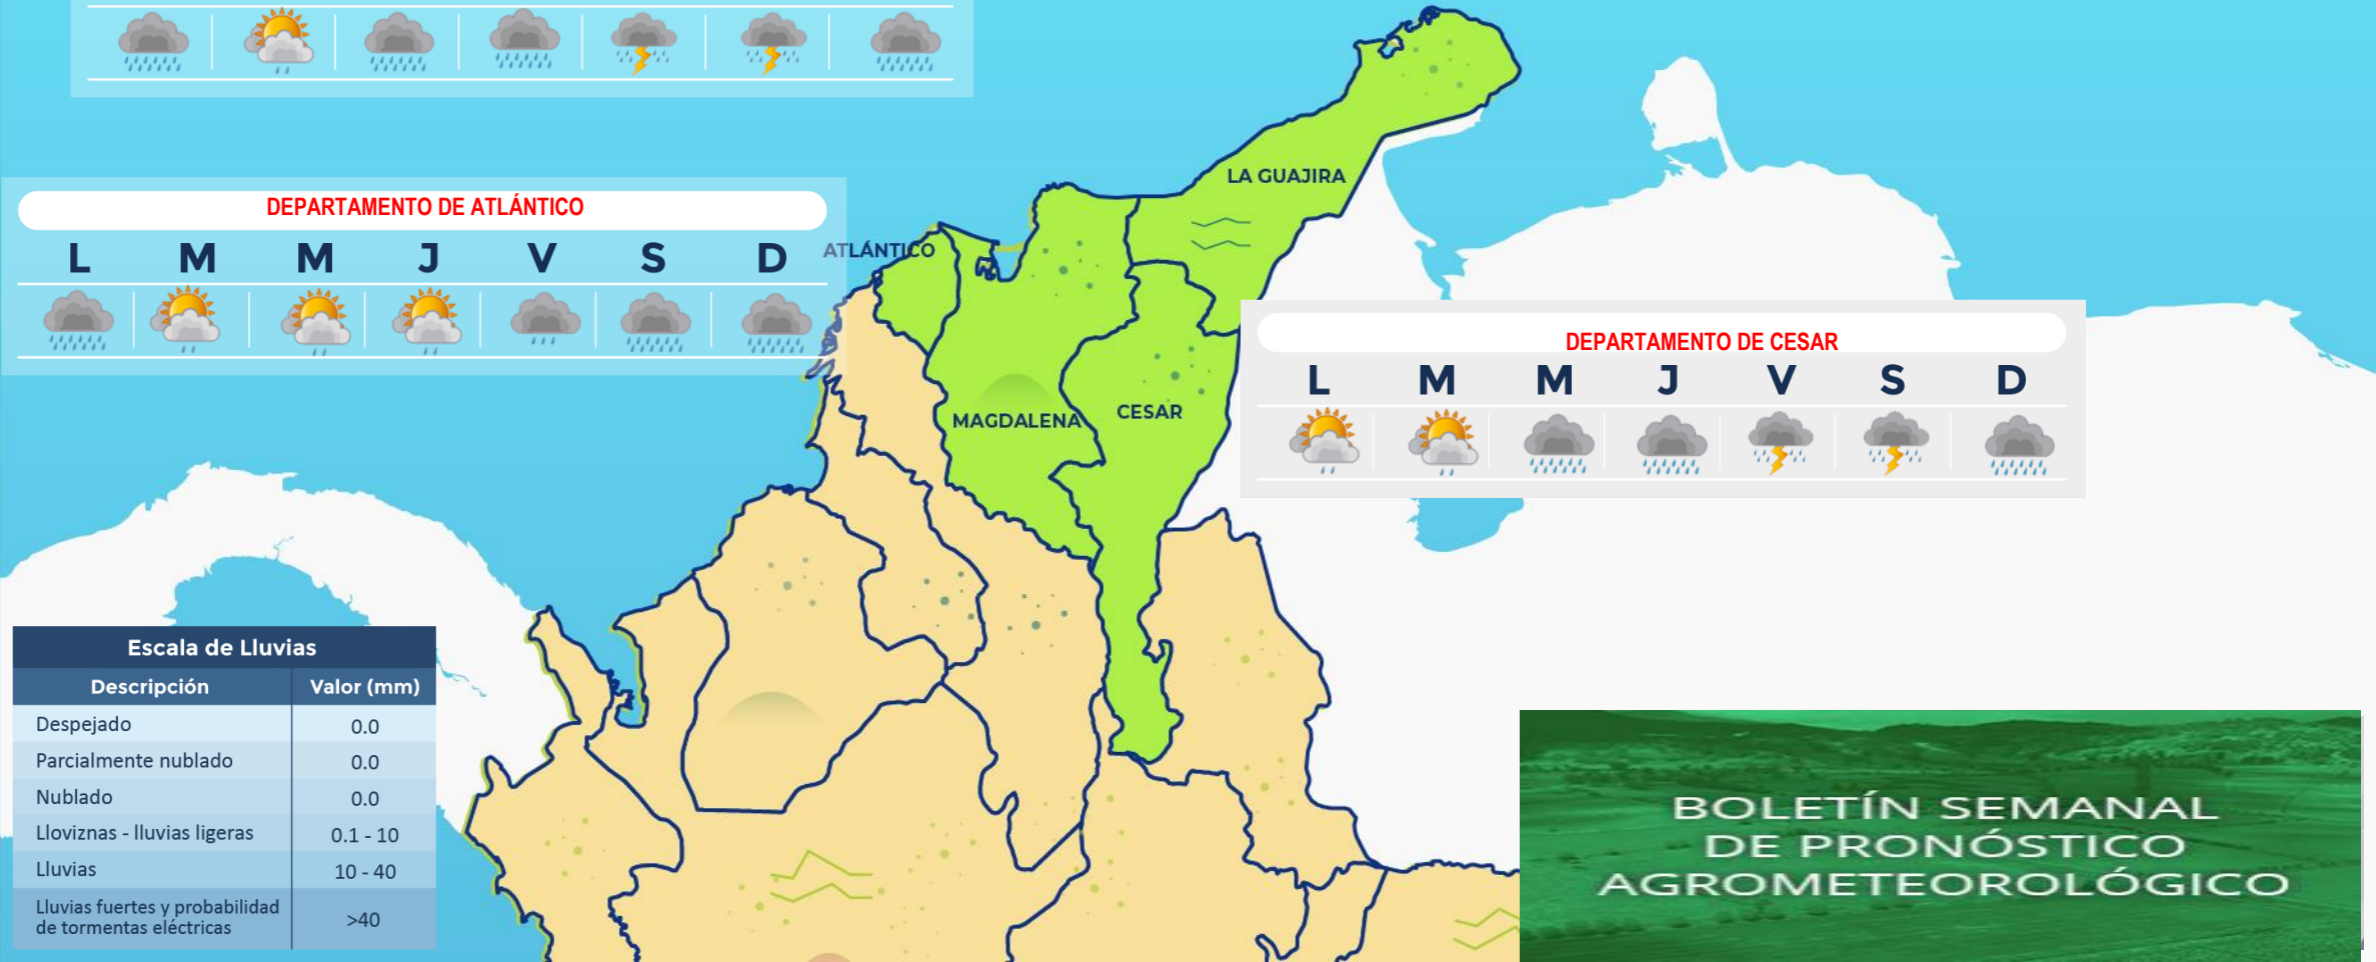 LA GUAJIRA
DEPARTAMENTO DE ATLÁNTICO
L M M J V S D
ATLÁNTICO
DEPARTAMENTO DE CESAR
L M M J V S D
MAGDALENA
CESAR
Escala de Lluvias
Descripción Valor (mm)
Despejado 0.0
Parcialmente nublado 0.0
Nublado 0.0
Lloviznas - lluvias ligeras 0.1 - 10
Lluvias 10 - 40
Lluvias fuertes y probabilidad
de tormentas eléctricas >40
BOLETÍN SEMANAL
DE PRONÓSTICO
AGROMETEOROLÓGICO